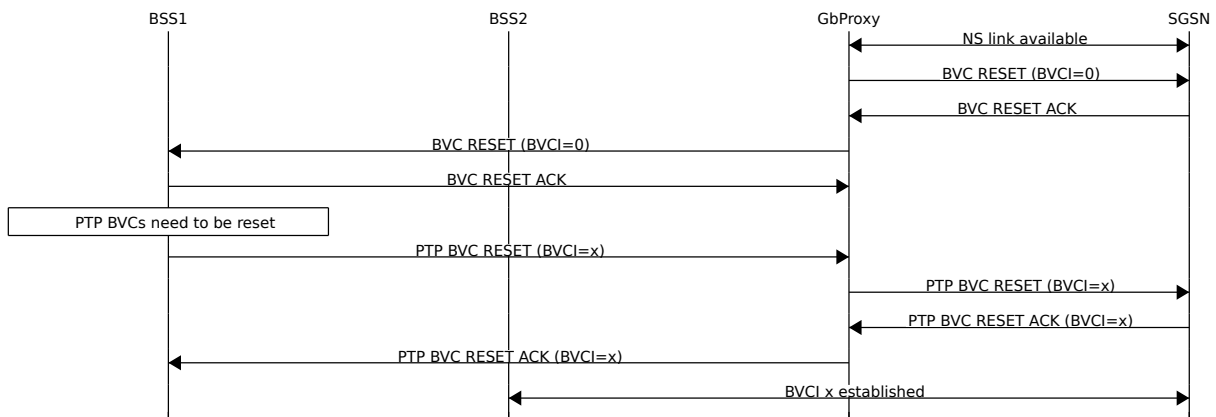 BSS1 BSS2 GbProxy SGSN
NS link available
BVC RESET (BVCI=0)
BVC RESET ACK
BVC RESET (BVCI=0)
BVC RESET ACK
PTP BVCs need to be reset
PTP BVC RESET (BVCI=x)
PTP BVC RESET (BVCI=x)
PTP BVC RESET ACK (BVCI=x)
PTP BVC RESET ACK (BVCI=x)
BVCI x established